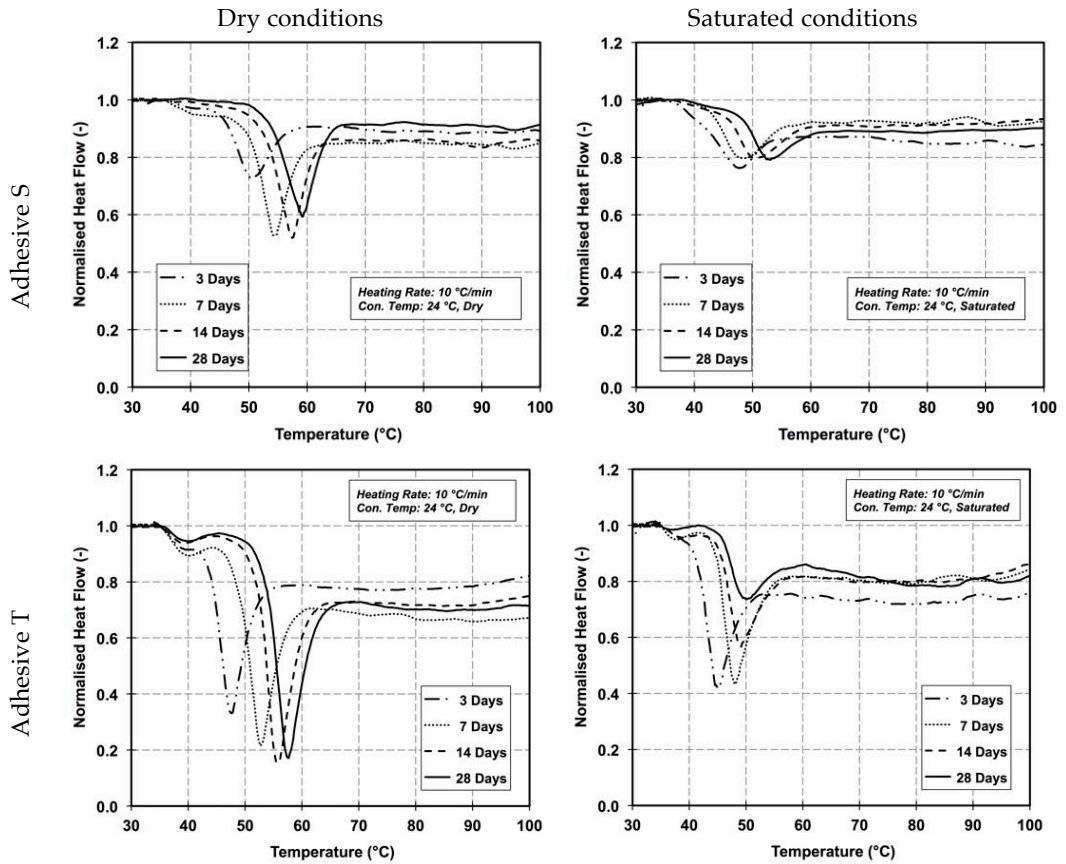 Dry conditions
Saturated conditions
Adhesive S
Normalised Heat Flow (-)
1.2
1.0
0.8
0.6
0.4
0.2
0.0
3 Days
7 Days
14 Days
28 Days
Heating Rate: 10 °C/min
Con. Temp: 24 °C, Dry
30 40 50 60 70 80 90 100
Temperature (°C)
Normalised Heat Flow (-)
1.2
1.0
0.8
0.6
0.4
0.2
0.0
3 Days
7 Days
14 Days
28 Days
Heating Rate: 10 °C/min
Con. Temp: 24 °C, Saturated
30 40 50 60 70 80 90 100
Temperature (°C)
Adhesive T
Normalised Heat Flow (-)
1.2
1.0
0.8
0.6
0.4
0.2
0.0
Heating Rate: 10 °C/min
Con. Temp: 24 °C, Dry
3 Days
7 Days
14 Days
28 Days
30 40 50 60 70 80 90 100
Temperature (°C)
Normalised Heat Flow (-)
1.2
1.0
0.8
0.6
0.4
0.2
0.0
Heating Rate: 10 °C/min
Con. Temp: 24 °C, Saturated
3 Days
7 Days
14 Days
28 Days
30 40 50 60 70 80 90 100
Temperature (°C)